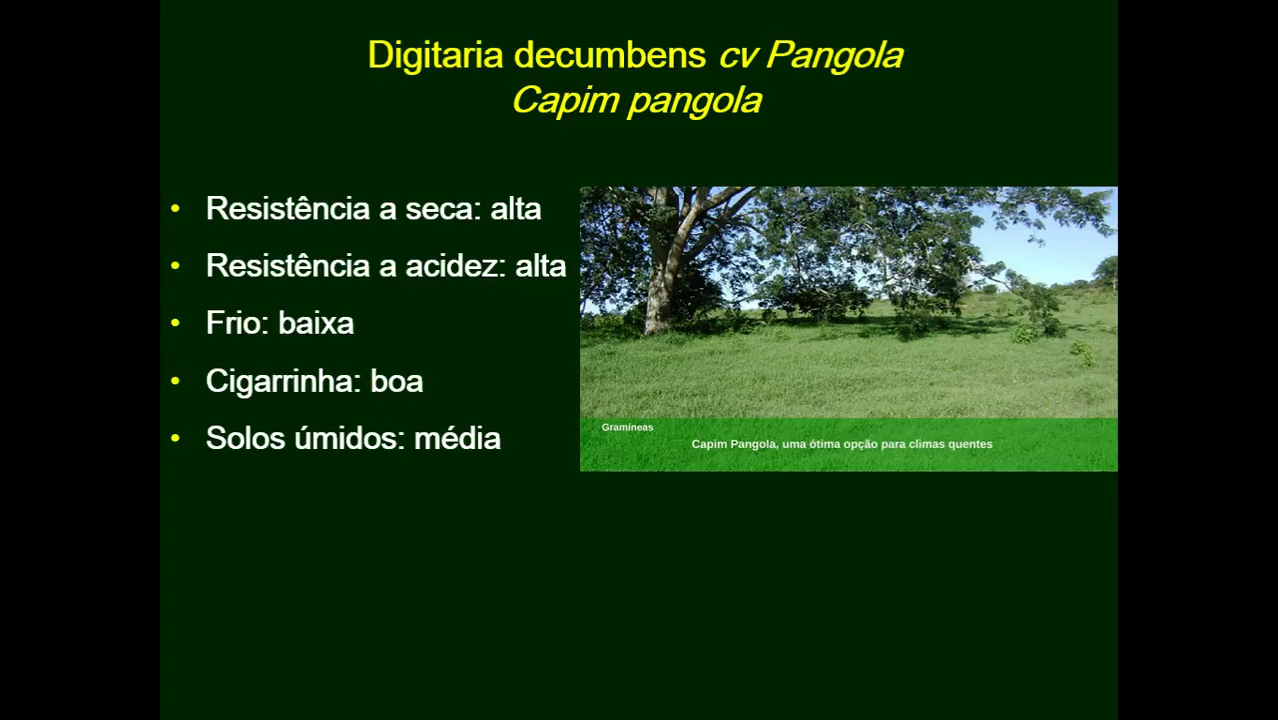 Digitaria decumbens cv Pangola
Capim pangola
• Resistência a seca: alta
• Resistência a acidez: alta
• Frio: baixa
• Cigarrinha: boa
• Solos úmidos: média
Gramíneas
Capim Pangola, uma ótima opção para climas quentes